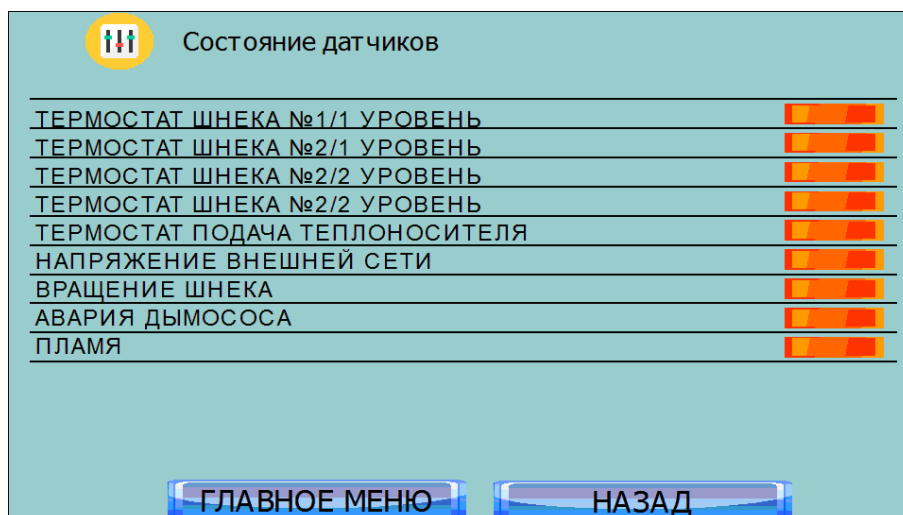 Состояние датчиков
ТЕРМОСТАТ ШНЕКА №1/1 УРОВЕНЬ
ТЕРМОСТАТ ШНЕКА №2/1 УРОВЕНЬ
ТЕРМОСТАТ ШНЕКА №2/2 УРОВЕНЬ
ТЕРМОСТАТ ШНЕКА №2/2 УРОВЕНЬ
ТЕРМОСТАТ ПОДАЧА ТЕПЛОНОСИТЕЛЯ
НАПРЯЖЕНИЕ ВНЕШНЕЙ СЕТИ
ВРАЩЕНИЕ ШНЕКА
АВАРИЯ ДЫМОСОСА
ПЛАМЯ
ГЛАВНОЕ МЕНЮ НАЗАД